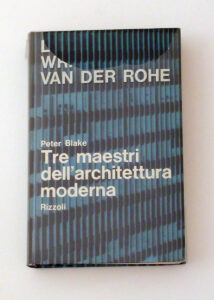 VAN DER ROHE
Peter Blake
Tre maestri
dell'architettura
moderna
Rizzoli